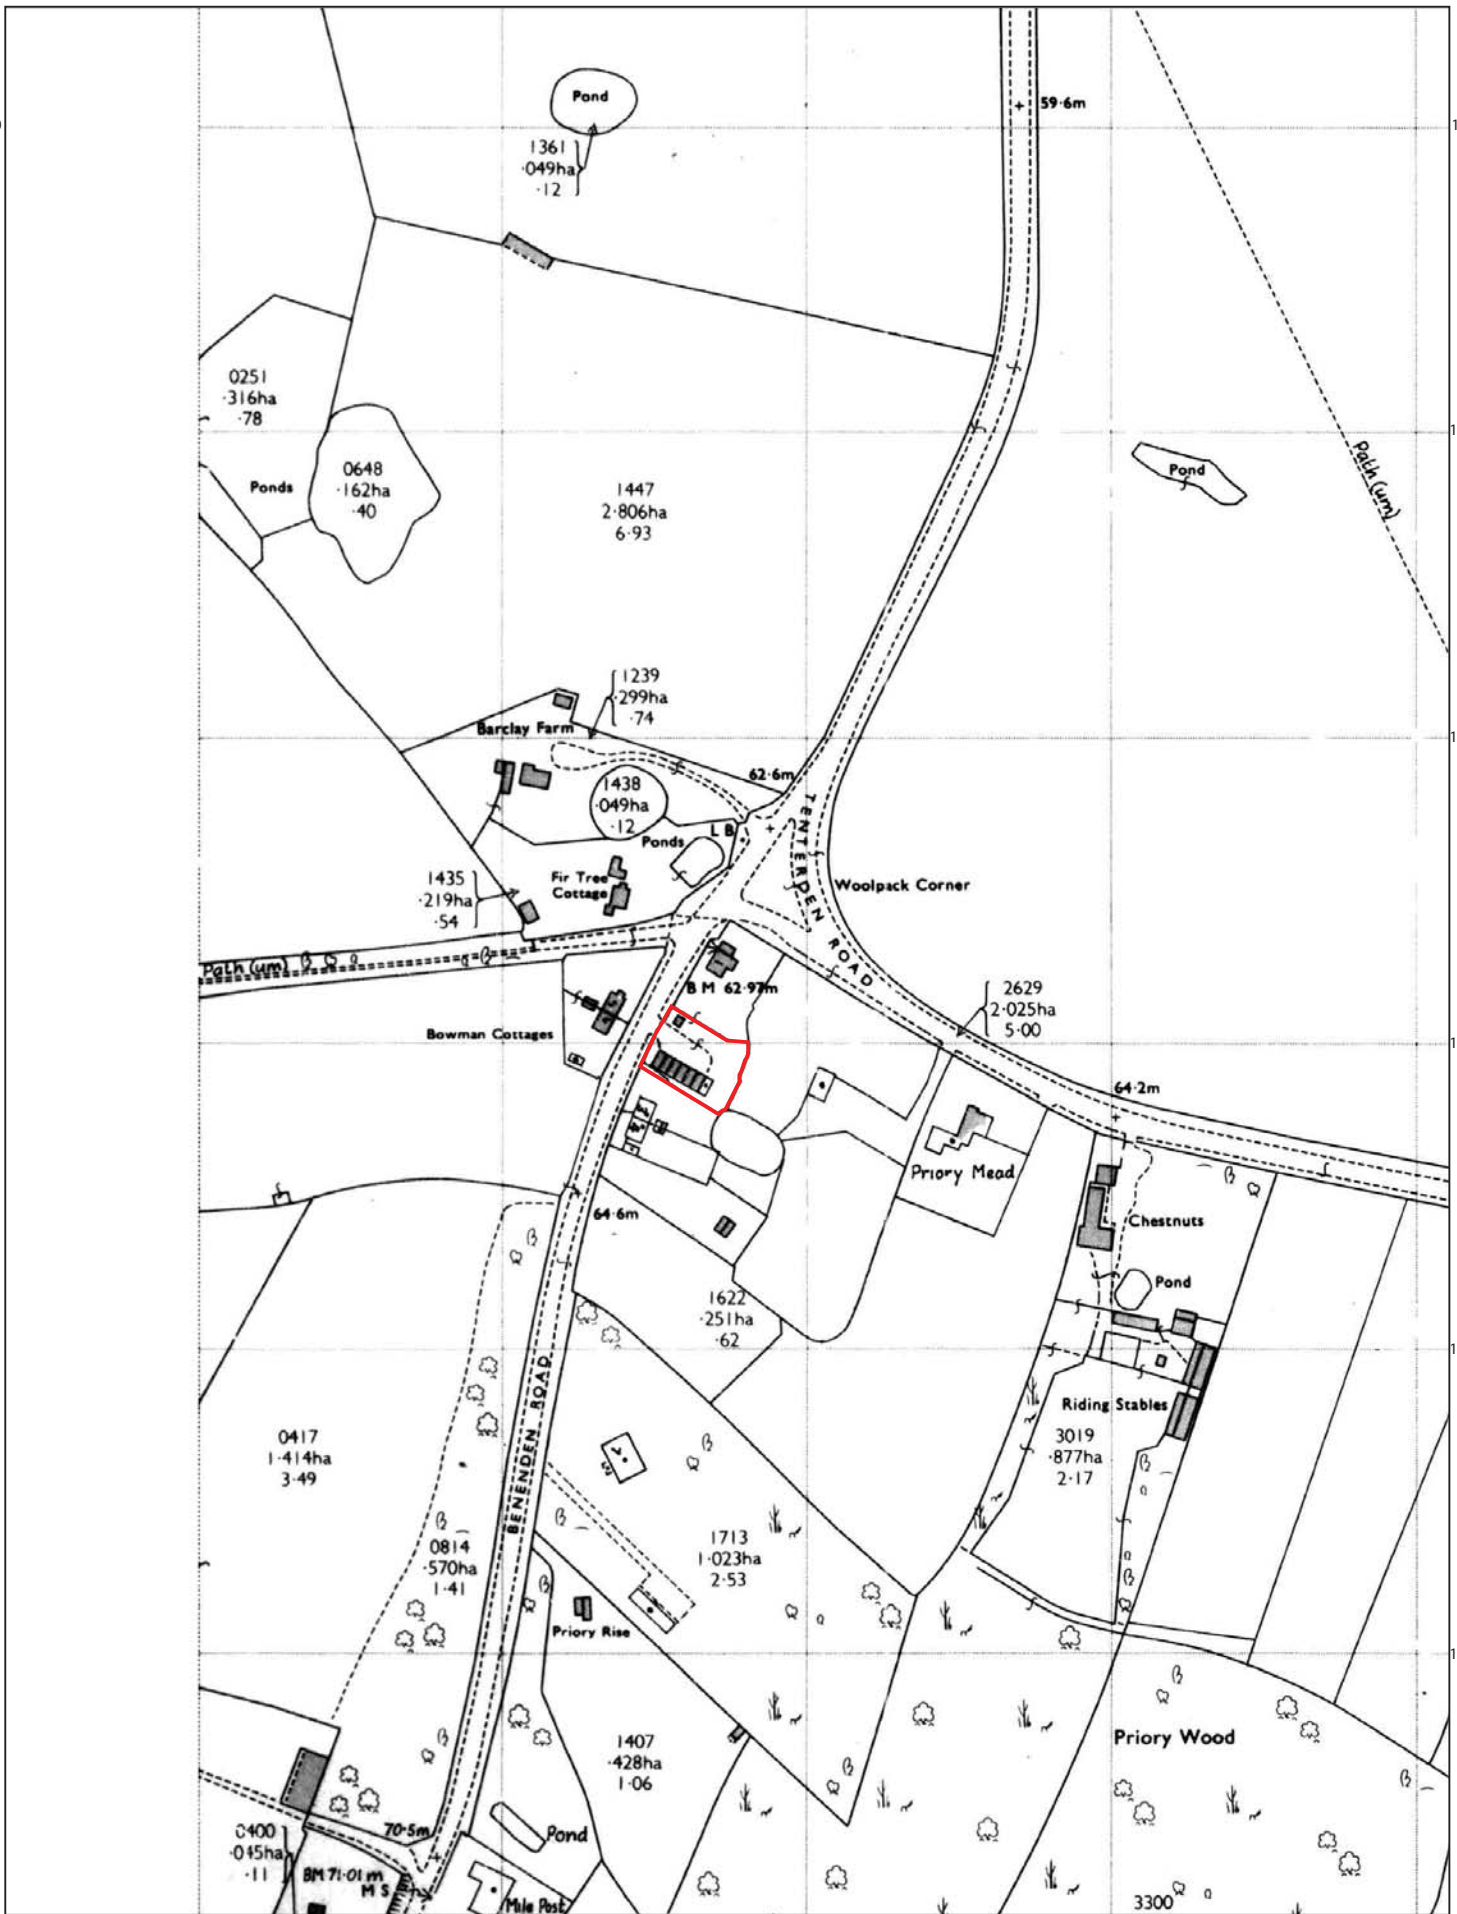 59·6m
Pond
1361
·049ha
·12
0251
·316ha
·78
Ponds
0648
·162ha
·40
1447
2·806ha
6·93
Pond
Path (um)
1239
·299ha
·74
Barclay Farm
62·6m
1438
·049ha
·12
Ponds
L B
TENTERDEN ROAD
1435
·219ha
·54
Fir Tree
Cottage
Woolpack Corner
Path (um)
B M 62·97m
2629
2·025ha
5·00
Bowman Cottages
64·2m
Priory Mead
64·6m
Chestnuts
Pond
1622
·251ha
·62
BENENDEN ROAD
Riding Stables
3019
·877ha
2·17
0417
1·414ha
3·49
0814
·570ha
1·41
1713
1·023ha
2·53
Priory Rise
1407
·428ha
1·06
Priory Wood
0400
·045ha
·11
70·5m
Pond
BM 71·01m
M S
Mile Post
3300